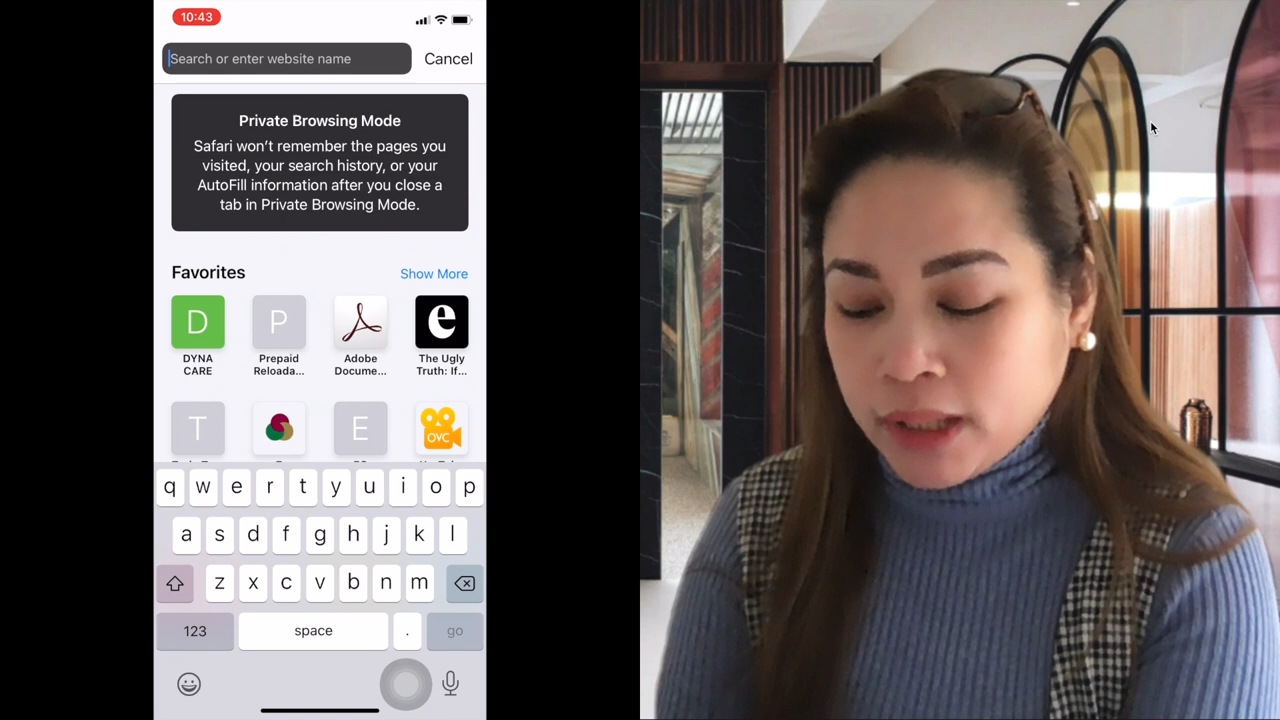 10:43
Search or enter website name
Cancel
Private Browsing Mode
Safari won't remember the pages you
visited, your search history, or your
AutoFill information after you close a
tab in Private Browsing Mode.
Favorites
Show More
D
P
e
DYNA
CARE
Prepaid
Reloada...
Adobe
Docume...
The Ugly
Truth: If...
T
E
OVC
q w e r t y u i o p
a s d f g h j k l
z x c v b n m
123
space
.
go